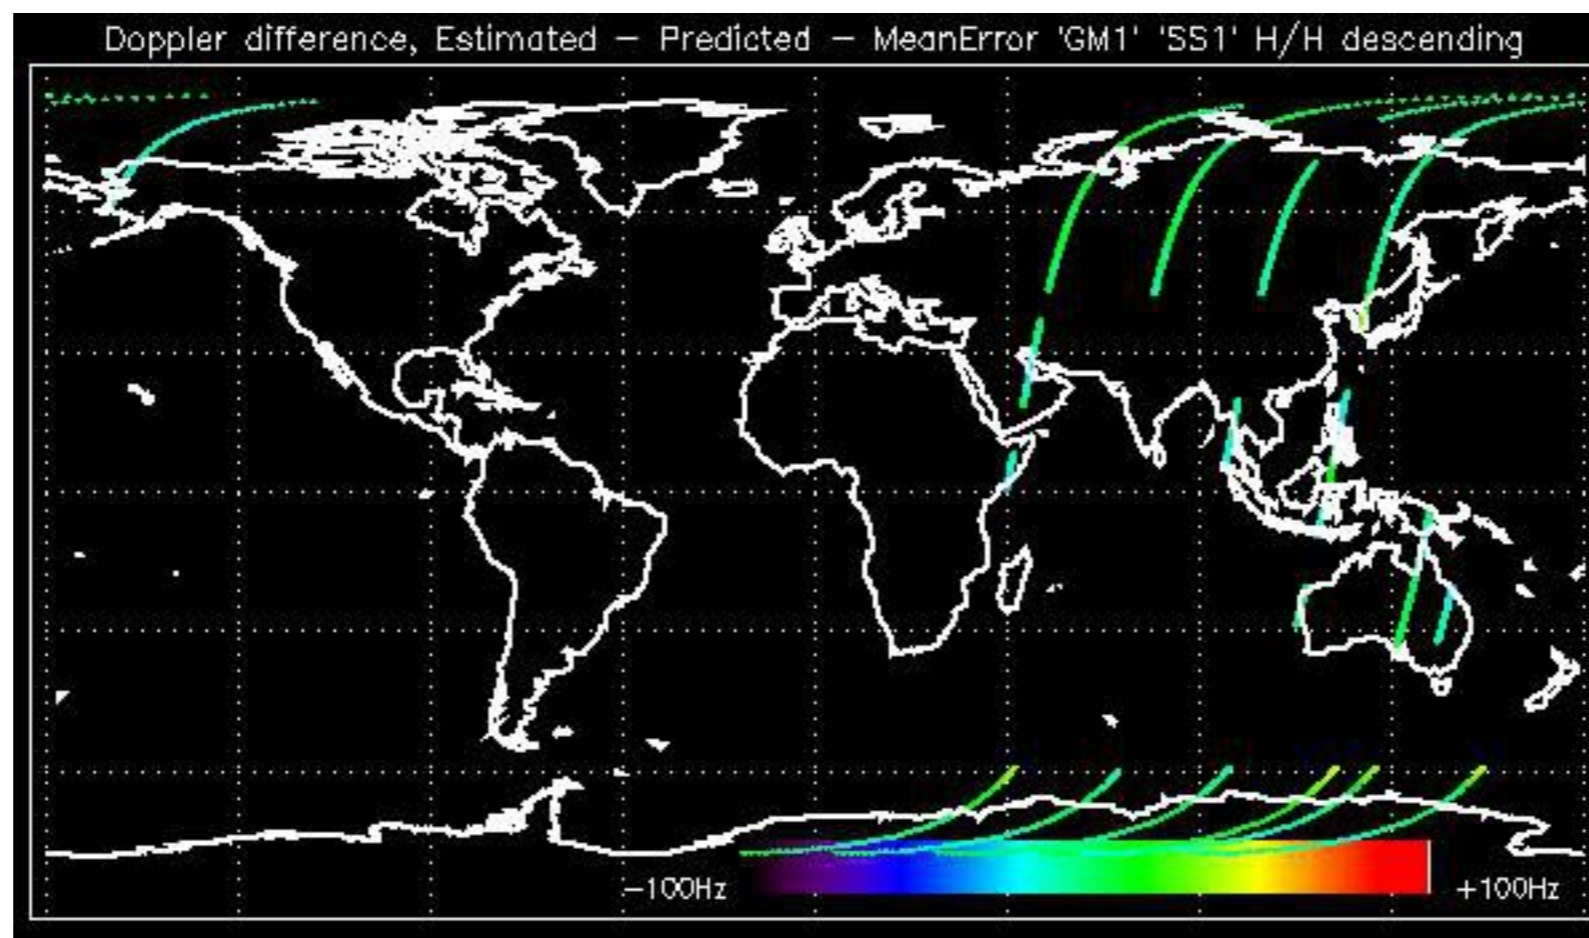 Doppler difference, Estimated – Predicted – MeanError 'GM1' 'SS1' H/H descending
-100Hz +100Hz